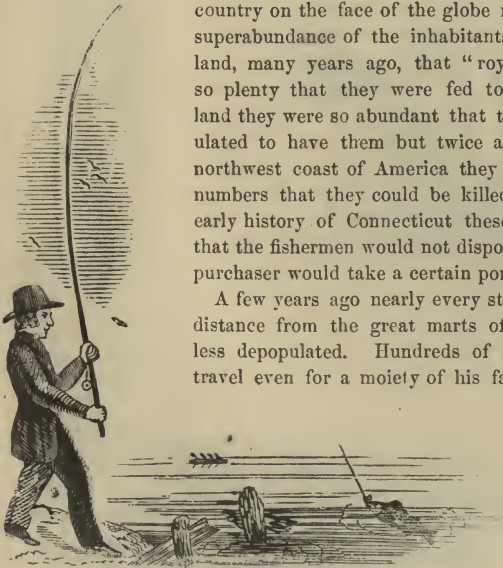 country on the face of the globe
superabundance of the inhabitants
land, many years ago, that "roy
so plenty that they were fed to
land they were so abundant that t
ulated to have them but twice a
northwest coast of America they
numbers that they could be killed
early history of Connecticut these
that the fishermen would not dispo
purchaser would take a certain por
A few years ago nearly every st
distance from the great marts of
less depopulated. Hundreds of
travel even for a moiety of his fa